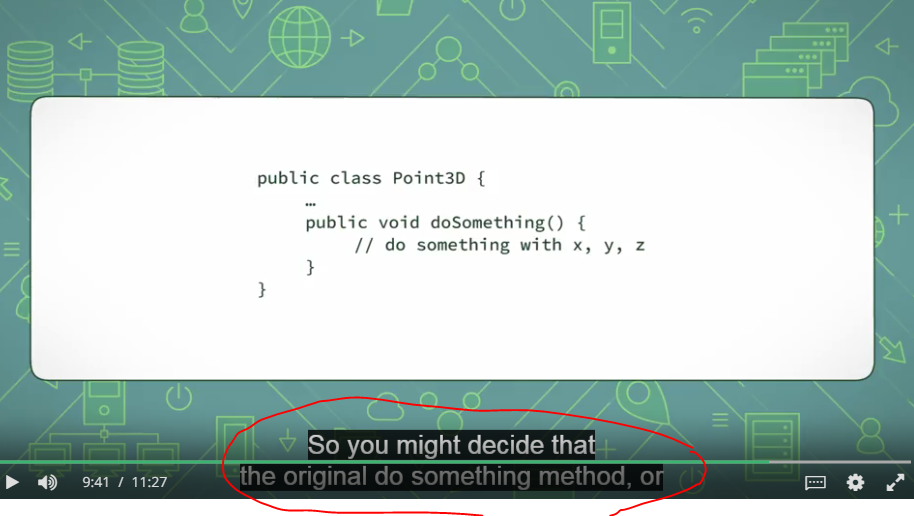 public class Point3D {
…
public void doSomething() {
// do something with x, y, z
}
}
So you might decide that
the original do something method, or
9:41 / 11:27